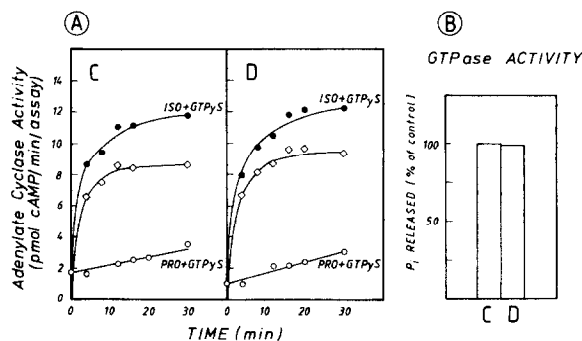 A
B
GTPase ACTIVITY
C
D
ISO+GTPγS
ISO+GTPγS
PRO+GTPγS
PRO+GTPγS
Adenylate Cyclase Activity
(pmol cAMP/min/assay)
14
12
10
8
6
4
2
0
0
10
20
30
0
10
20
30
TIME (min)
Pi RELEASED (% of control)
100
50
C
D